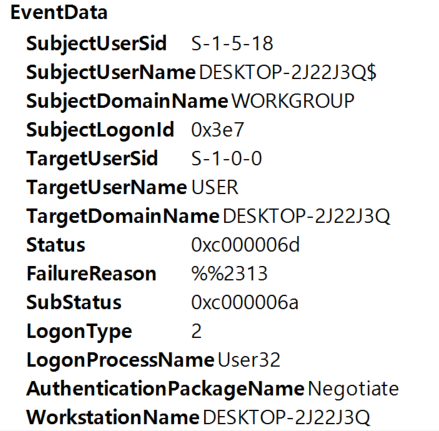 EventData
SubjectUserSid S-1-5-18
SubjectUserName DESKTOP-2J22J3Q$
SubjectDomainName WORKGROUP
SubjectLogonId 0x3e7
TargetUserSid S-1-0-0
TargetUserName USER
TargetDomainName DESKTOP-2J22J3Q
Status 0xc000006d
FailureReason %%2313
SubStatus 0xc000006a
LogonType 2
LogonProcessName User32
AuthenticationPackageName Negotiate
WorkstationName DESKTOP-2J22J3Q